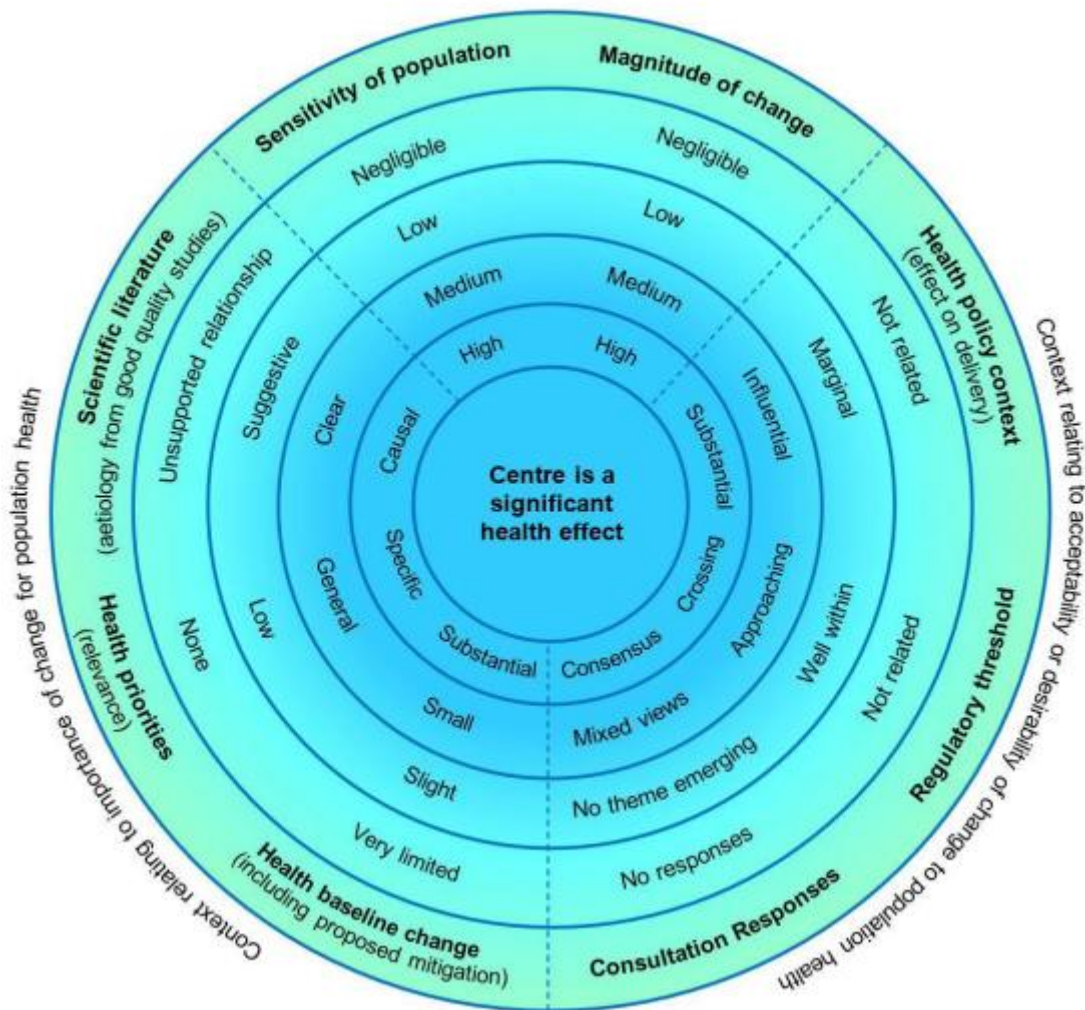 Sensitivity of population
Magnitude of change
Negligible
Negligible
Low
Low
Medium
Medium
High
High
Scientific literature
(aetiology from good quality studies)
Unsupported relationship
Suggestive
Clear
Causal
Health policy context
(effect on delivery)
Not related
Marginal
Influential
Substantial
Centre is a
significant
health effect
Health priorities
(relevance)
None
Low
General
Specific
Regulatory threshold
Not related
Well within
Approaching
Crossing
Health baseline change
(including proposed mitigation)
Very limited
Slight
Small
Substantial
Consensus
Mixed views
No theme emerging
No responses
Consultation Responses
Context relating to importance of change for population health
Context relating to acceptability or desirability of change to population health